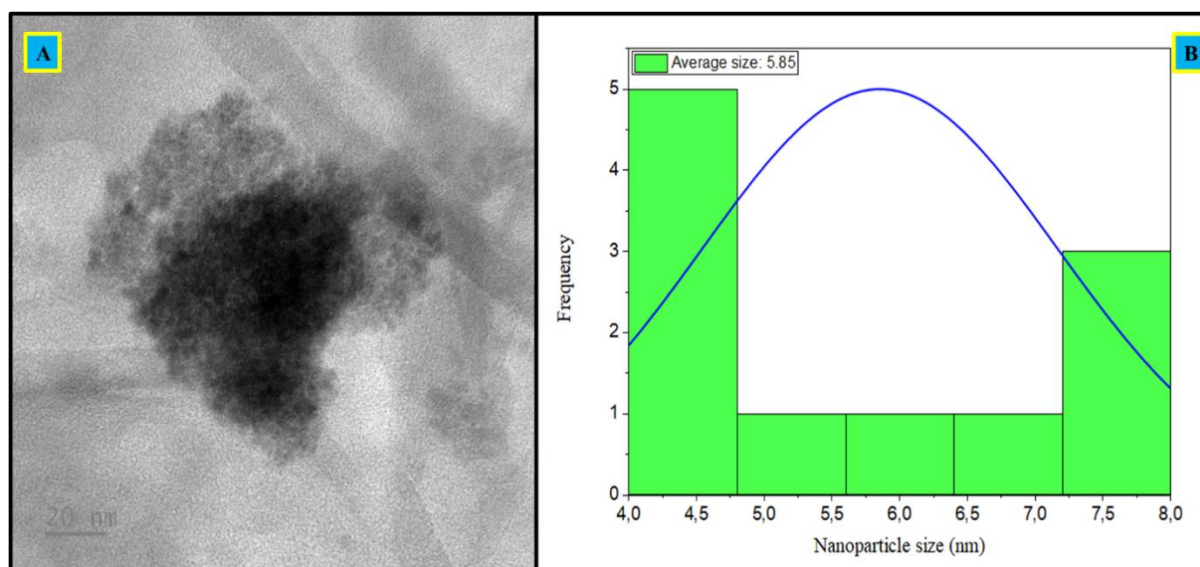 A
20 nm
B
Average size: 5.85
Frequency
5
4
3
2
1
0
4,0 4,5 5,0 5,5 6,0 6,5 7,0 7,5 8,0
Nanoparticle size (nm)